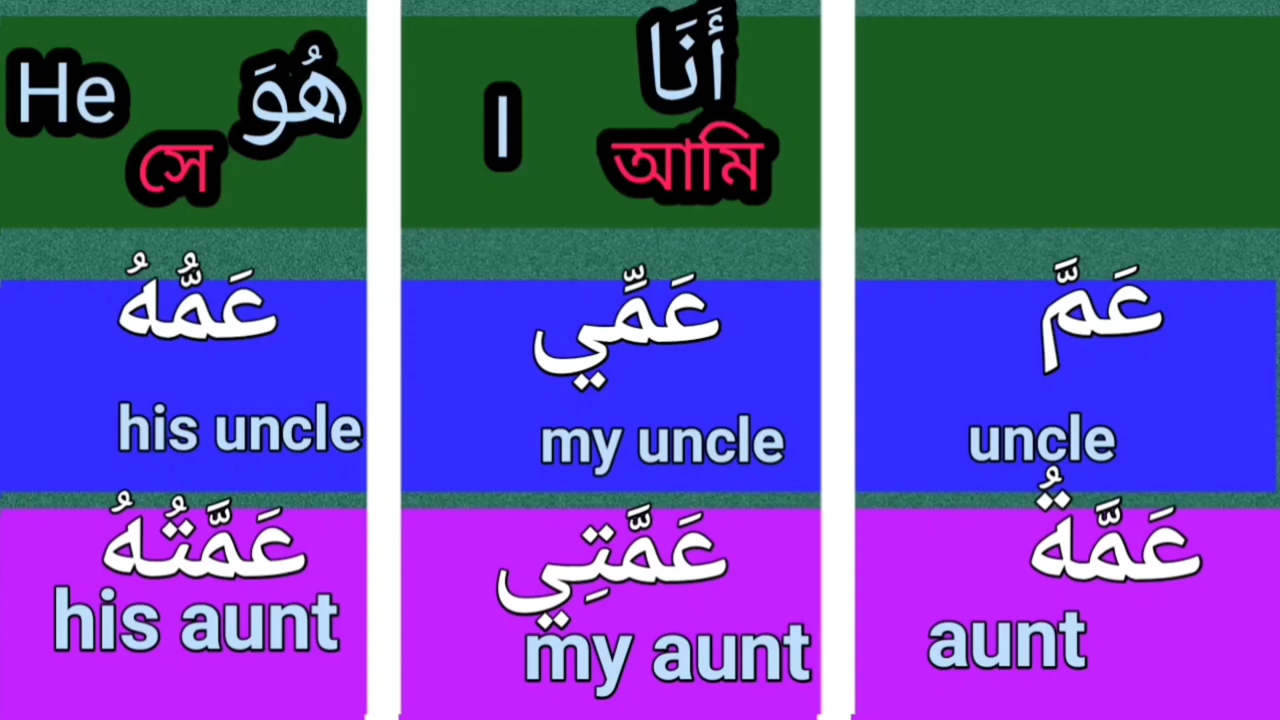 He هُوَ
সে
I أَنَا
আমি
عَمُّهُ
his uncle
عَمِّي
my uncle
عَمَّ
uncle
عَمَّتُهُ
his aunt
عَمَّتِي
my aunt
عَمَّةُ
aunt